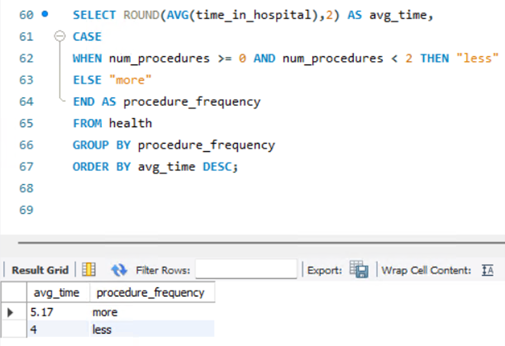 60 SELECT ROUND(AVG(time_in_hospital),2) AS avg_time,
61 CASE
62 WHEN num_procedures >= 0 AND num_procedures < 2 THEN "less"
63 ELSE "more"
64 END AS procedure_frequency
65 FROM health
66 GROUP BY procedure_frequency
67 ORDER BY avg_time DESC;
68
69
Result Grid Filter Rows: Export: Wrap Cell Content: IA
avg_time procedure_frequency
5.17 more
4 less